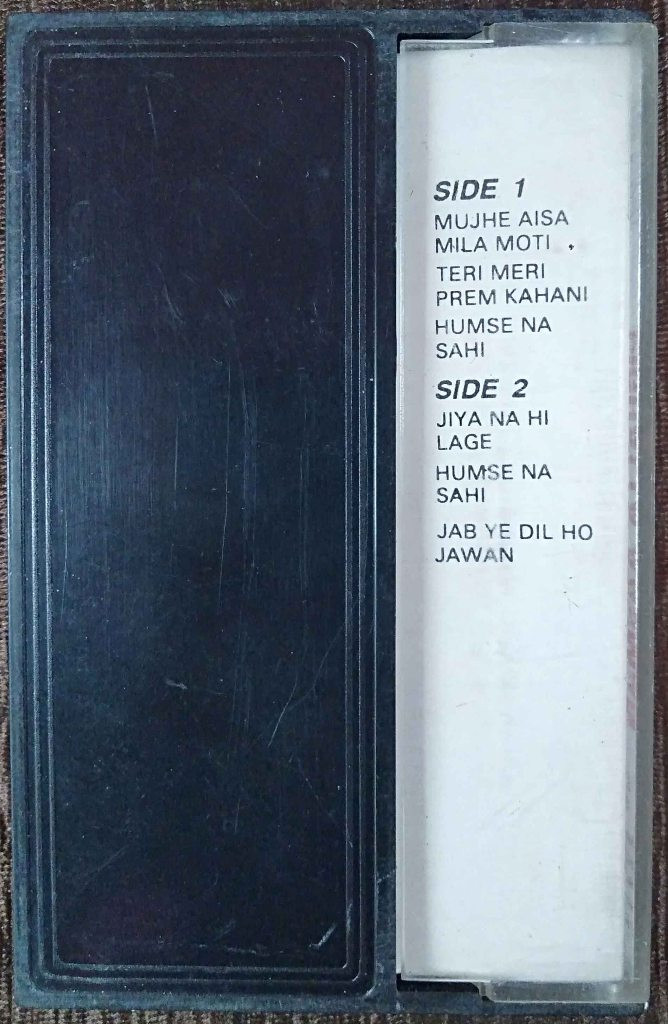 SIDE 1
MUJHE AISA
MILA MOTI .
TERI MERI
PREM KAHANI
HUMSE NA
SAHI
SIDE 2
JIYA NA HI
LAGE
HUMSE NA
SAHI
JAB YE DIL HO
JAWAN